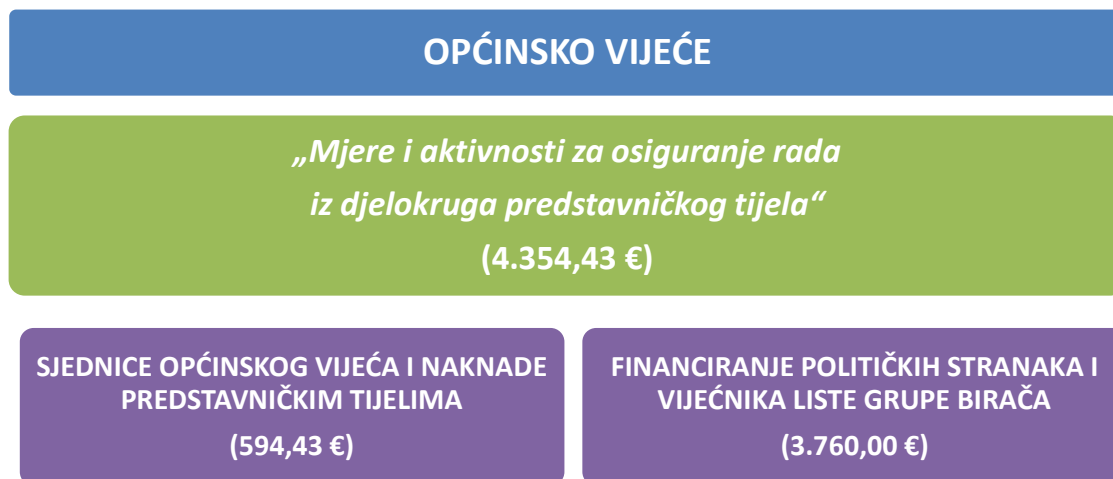 OPĆINSKO VIJEĆE
„Mjere i aktivnosti za osiguranje rada
iz djelokruga predstavničkog tijela“
(4.354,43 €)
SJEDNICE OPĆINSKOG VIJEĆA I NAKNADE
PREDSTAVNIČKIM TIJELIMA
(594,43 €)
FINANCIRANJE POLITIČKIH STRANAKA I
VIJEĆNIKA LISTE GRUPE BIRAČA
(3.760,00 €)